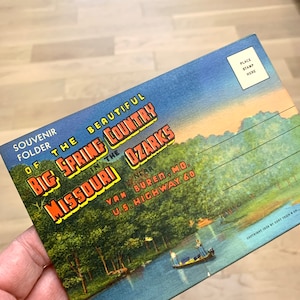 SOUVENIR
FOLDER
OF THE BEAUTIFUL
BIG SPRING COUNTRY
IN THE
MISSOURI OZARKS
VAN BUREN, MO.
U.S. HIGHWAY 60
PLACE
STAMP
HERE